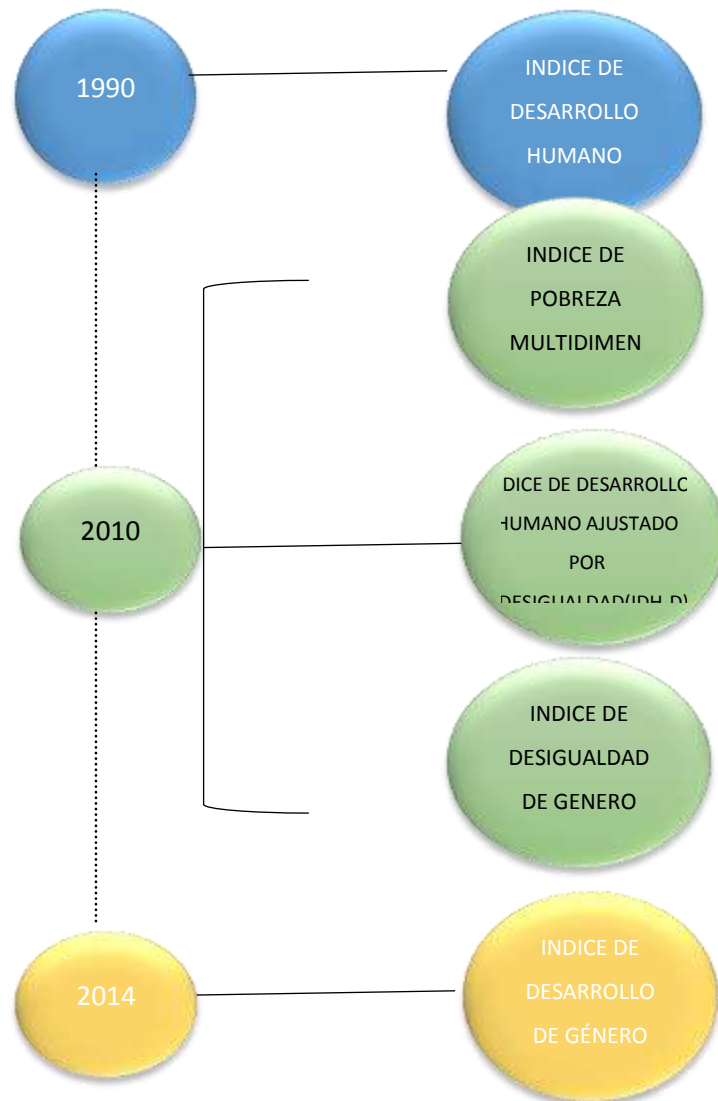 1990
INDICE DE
DESARROLLO
HUMANO
INDICE DE
POBREZA
MULTIDIMEN
2010
DICE DE DESARROLLO
HUMANO AJUSTADO
POR
DESIGUALDAD(IDH-D)
INDICE DE
DESIGUALDAD
DE GENERO
2014
INDICE DE
DESARROLLO
DE GÉNERO